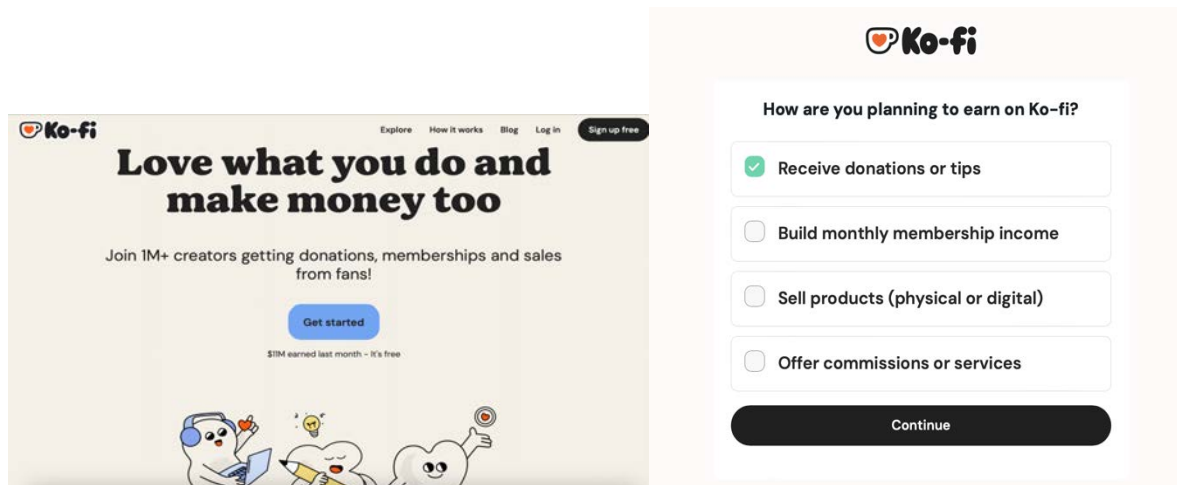 Ko-fi
Explore How it works Blog Log in Sign up free
Love what you do and
make money too
Join 1M+ creators getting donations, memberships and sales
from fans!
Get started
$11M earned last month - It's free
Ko-fi
How are you planning to earn on Ko-fi?
Receive donations or tips
Build monthly membership income
Sell products (physical or digital)
Offer commissions or services
Continue